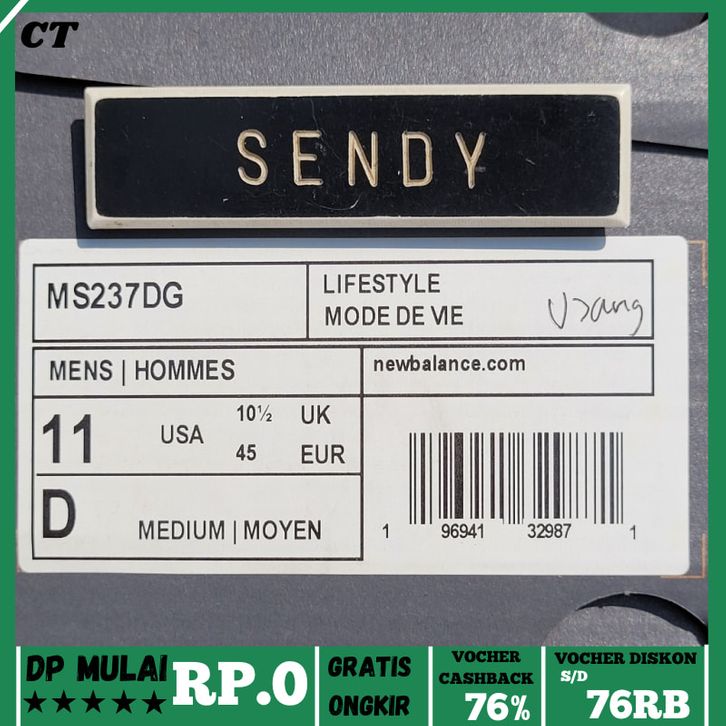 CT
SENDY
MS237DG
LIFESTYLE
MODE DE VIE
MENS | HOMMES
newbalance.com
11 USA 10½ UK
45 EUR
D MEDIUM | MOYEN
1 96941 32987 1
DP MULAI
★★★★★
RP.0
GRATIS
ONGKIR
VOCHER
CASHBACK
76%
VOCHER DISKON
S/D
76RB